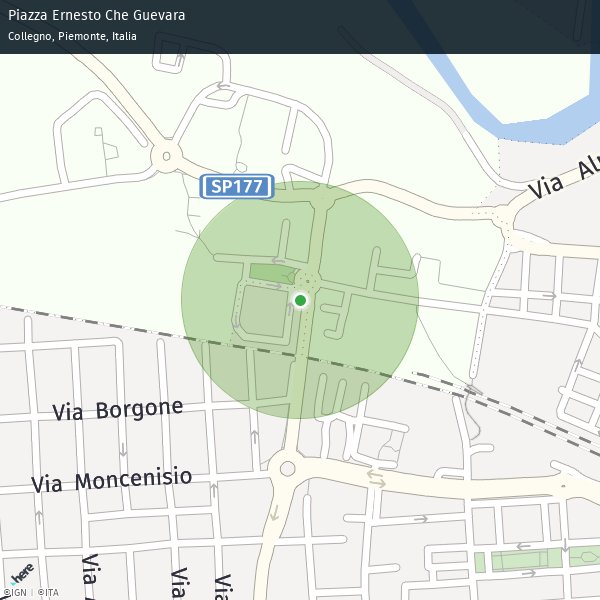 Piazza Ernesto Che Guevara
Collegno, Piemonte, Italia
SP177
Via
Via Borgone
Via Moncenisio
Via
Via
Via
here
©IGN | ©ITA